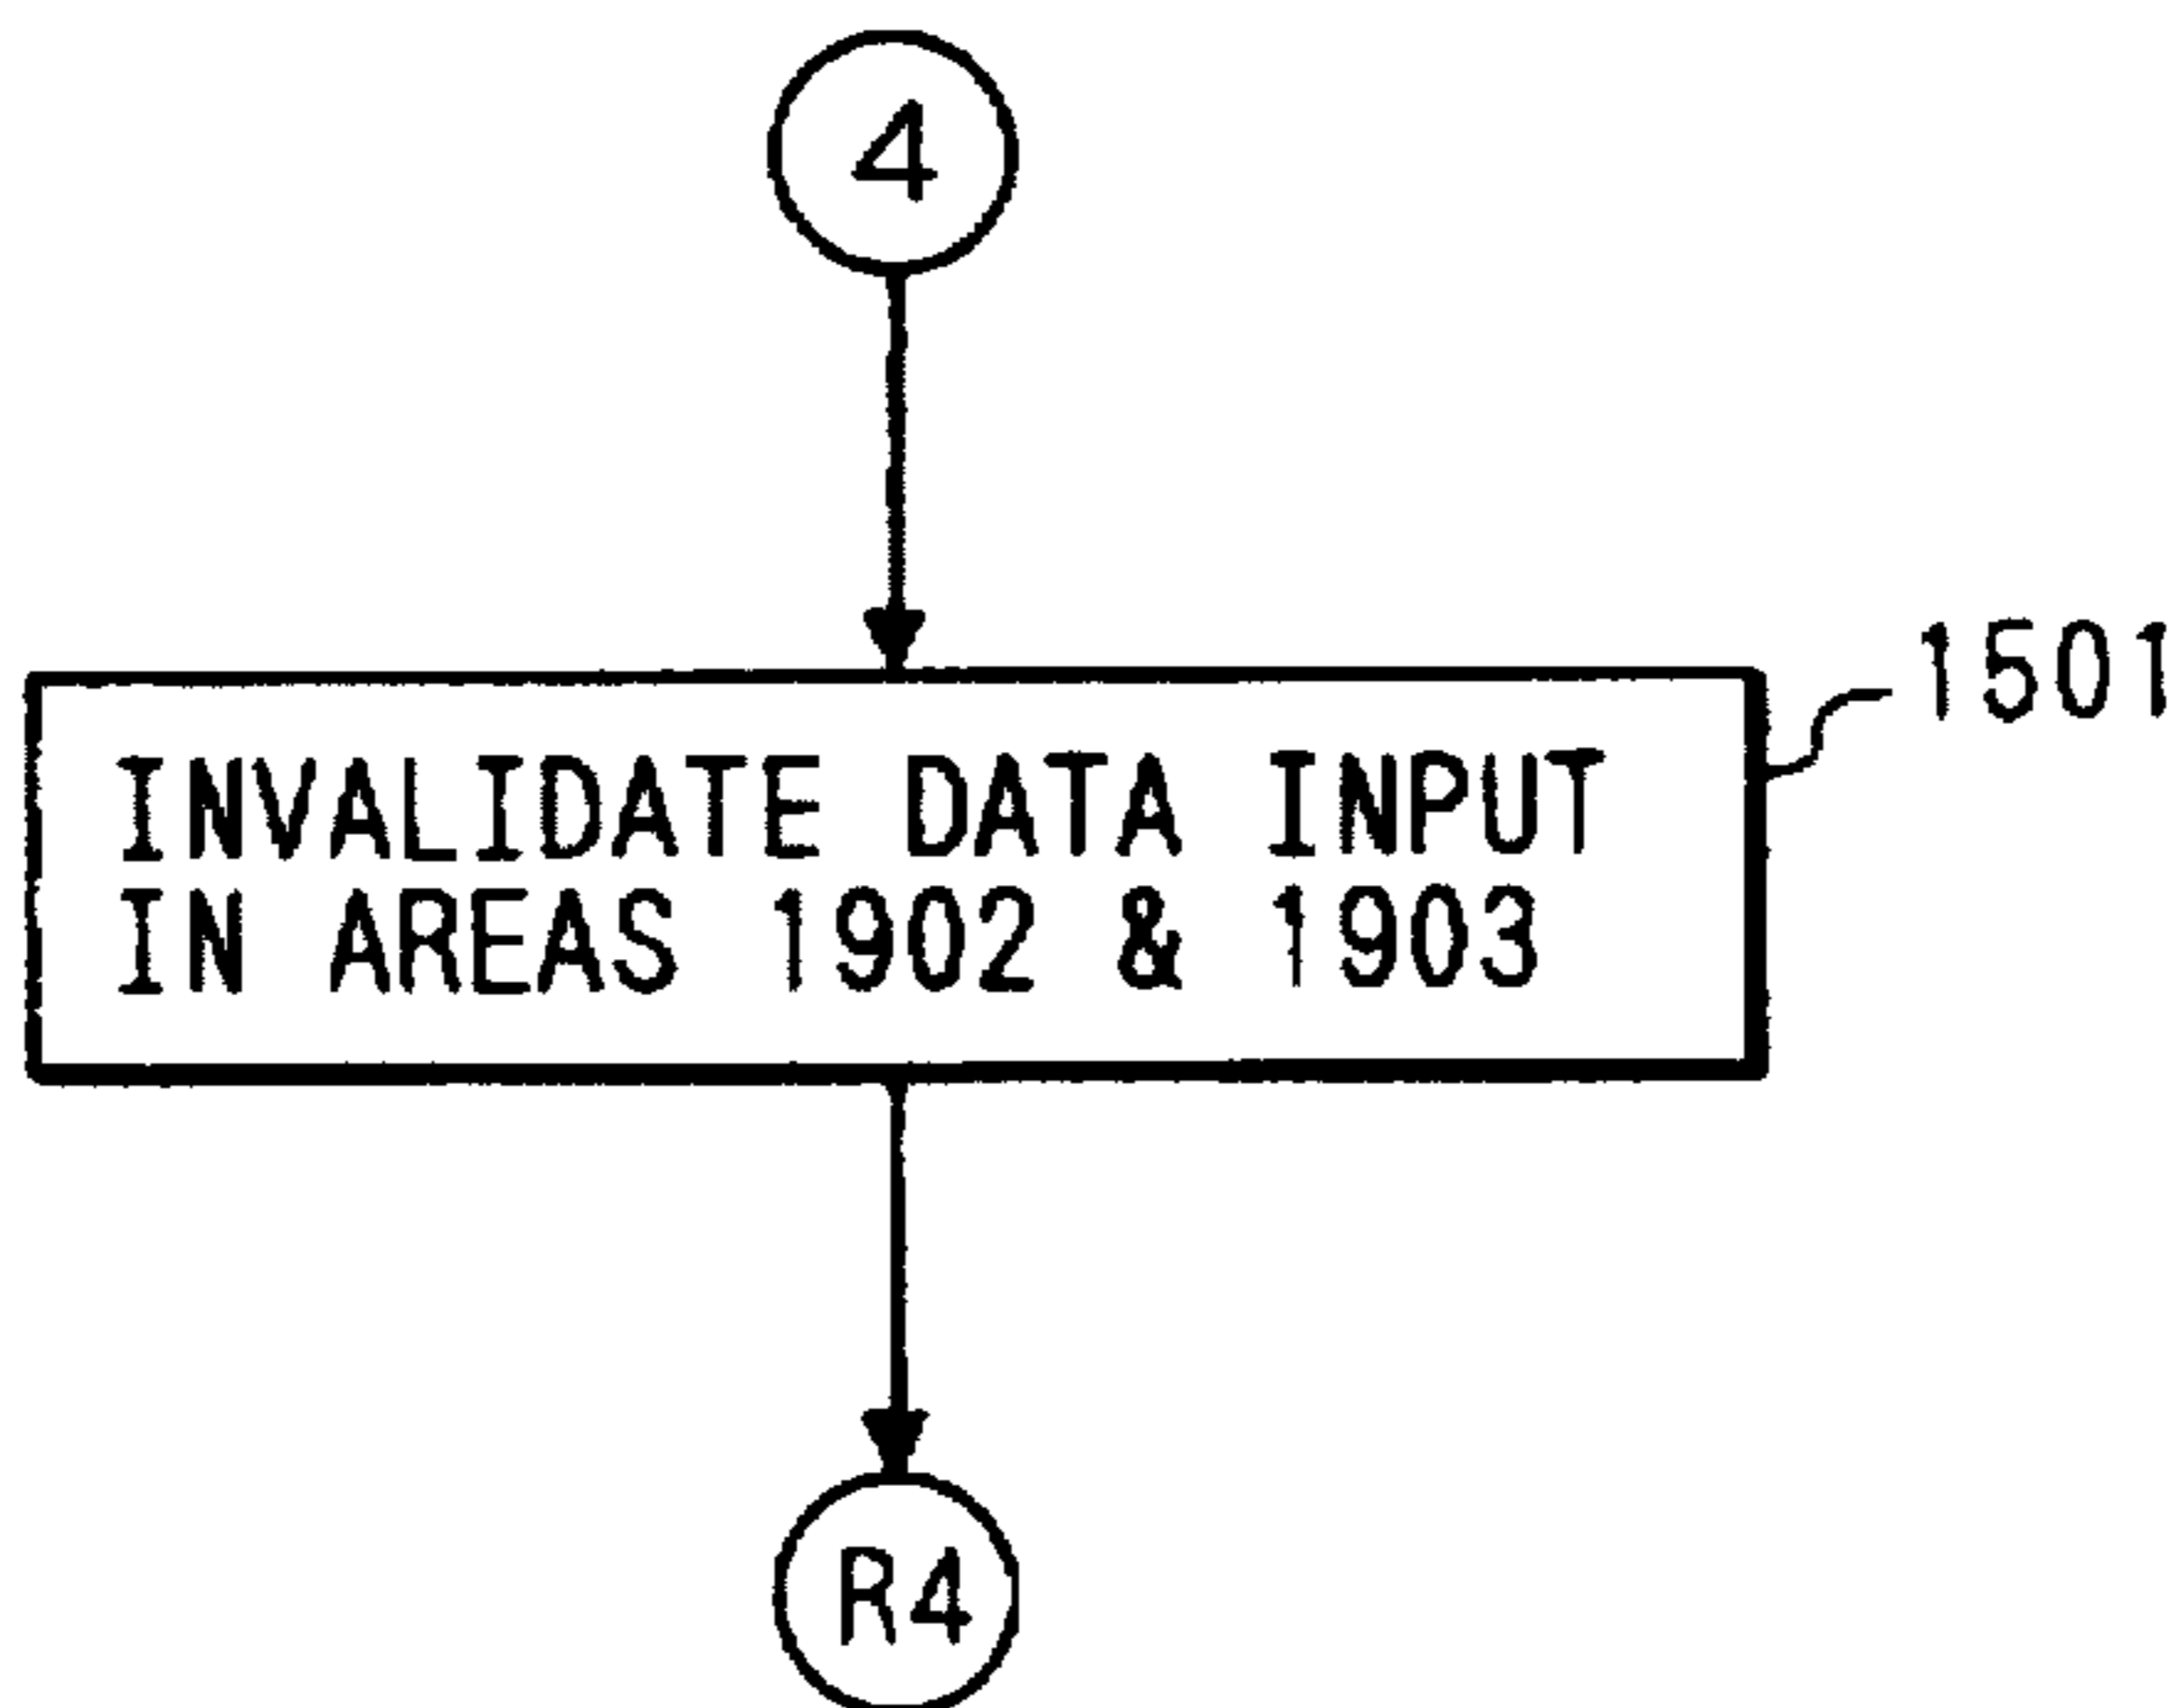 4
1501
INVALIDATE DATA INPUT
IN AREAS 1902 & 1903
R4